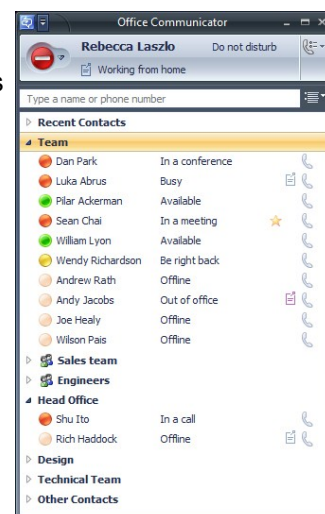 s
Office Communicator
Rebecca Laszlo Do not disturb
Working from home
Type a name or phone number
Recent Contacts
Team
Dan Park In a conference
Luka Abrus Busy
Pilar Ackerman Available
Sean Chai In a meeting
William Lyon Available
Wendy Richardson Be right back
Andrew Rath Offline
Andy Jacobs Out of office
Joe Healy Offline
Wilson Pais Offline
Sales team
Engineers
Head Office
Shu Ito In a call
Rich Haddock Offline
Design
Technical Team
Other Contacts